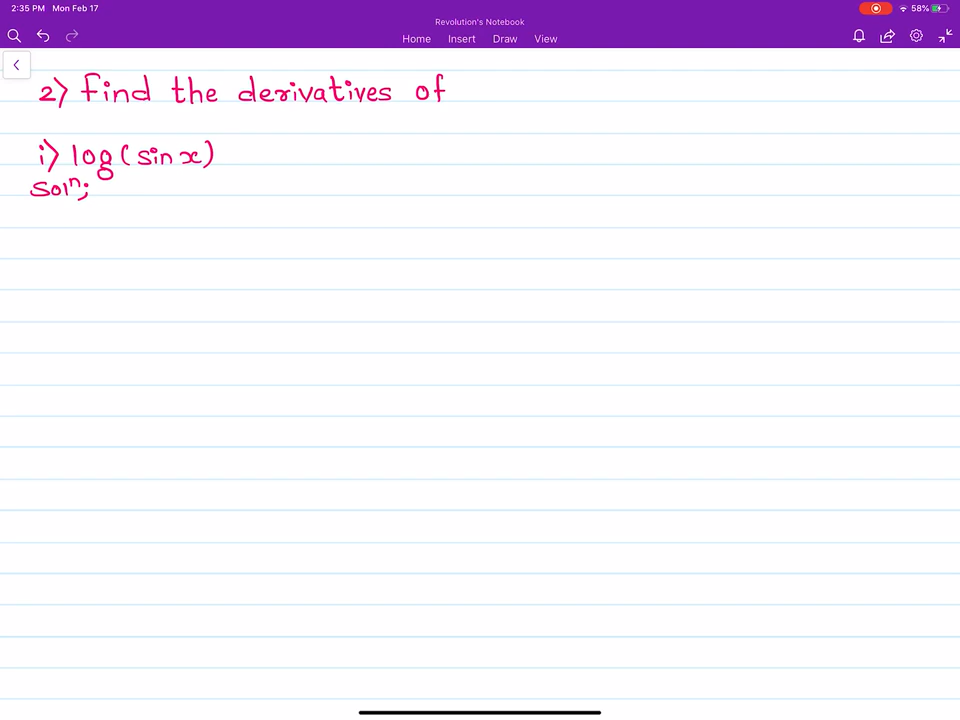 2:35 PM Mon Feb 17
58%
Revolution's Notebook
Home Insert Draw View
2) Find the derivatives of
i) log(sin x)
Solⁿ;